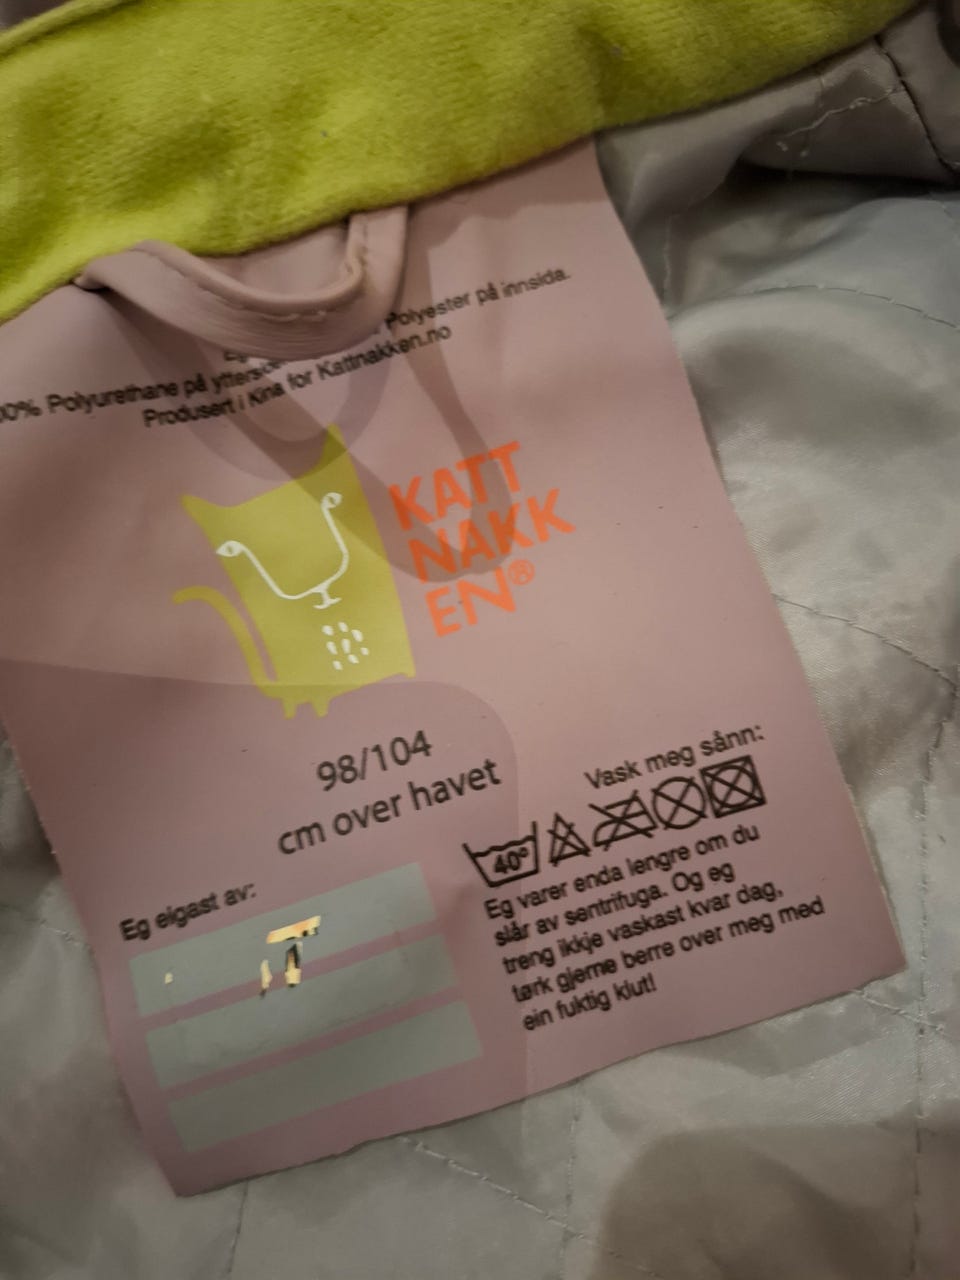 Polyester på innsida.
Polyurethane på
Produsert i Kina for Kattnakken.no
KATT
NAKK
EN®
98/104
cm over havet
Vask meg sånn:
40°
Eg varer enda lengre om du
slår av sentrifuga. Og eg
treng ikkje vaskast kvar dag,
tørk gjerne berre over meg med
ein fuktig klut!
Eg eigast av: